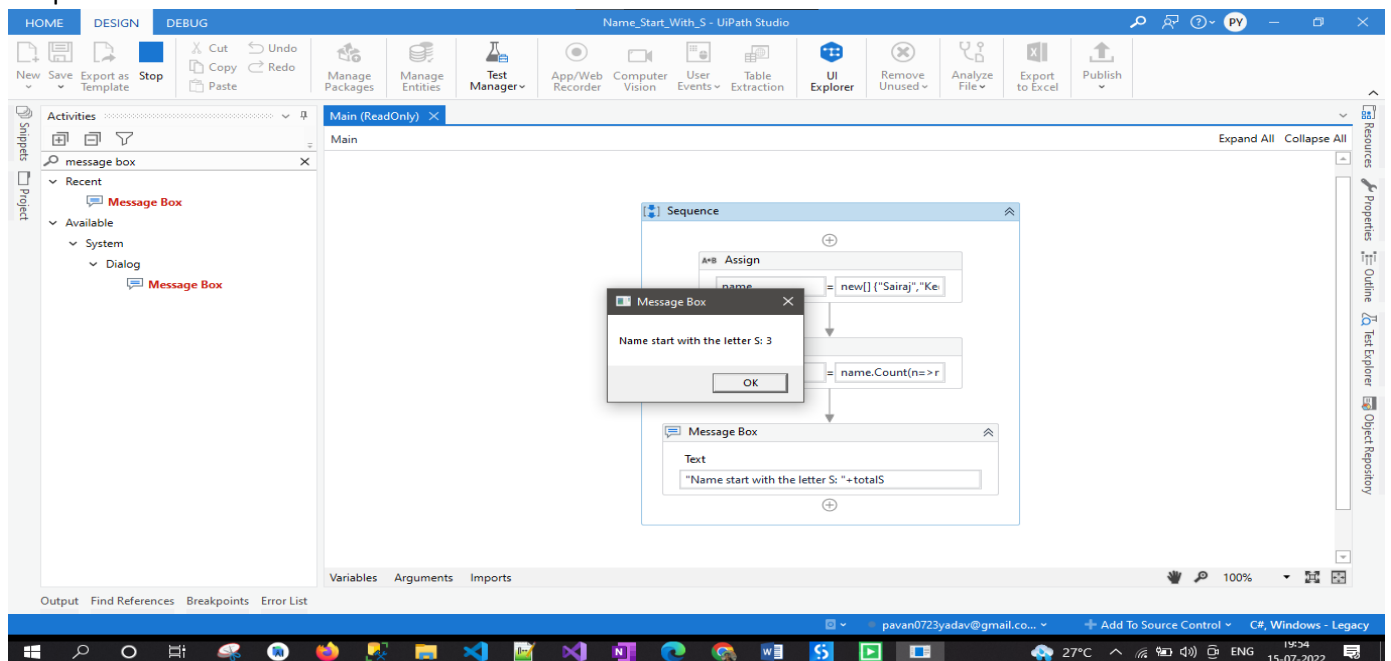 HOME DESIGN DEBUG Name_Start_With_S - UiPath Studio PY
New Save Export as Template Stop Cut Copy Paste Undo Redo Manage Packages Manage Entities Test Manager App/Web Recorder Computer Vision User Events Table Extraction UI Explorer Remove Unused Analyze File Export to Excel Publish
Snippets
Project
Activities
message box
Recent
Message Box
Available
System
Dialog
Message Box
Main (ReadOnly)
Main Expand All Collapse All
Sequence
A*B Assign
name = new[] {"Sairaj","Ke
= name.Count(n=>r
Message Box
Name start with the letter S: 3
OK
Message Box
Text
"Name start with the letter S: "+totalS
Resources
Properties
Outline
Test Explorer
Object Repository
Variables Arguments Imports 100%
Output Find References Breakpoints Error List
pavan0723yadav@gmail.co... Add To Source Control C#, Windows - Legacy
27°C ENG 19:54
15-07-2022